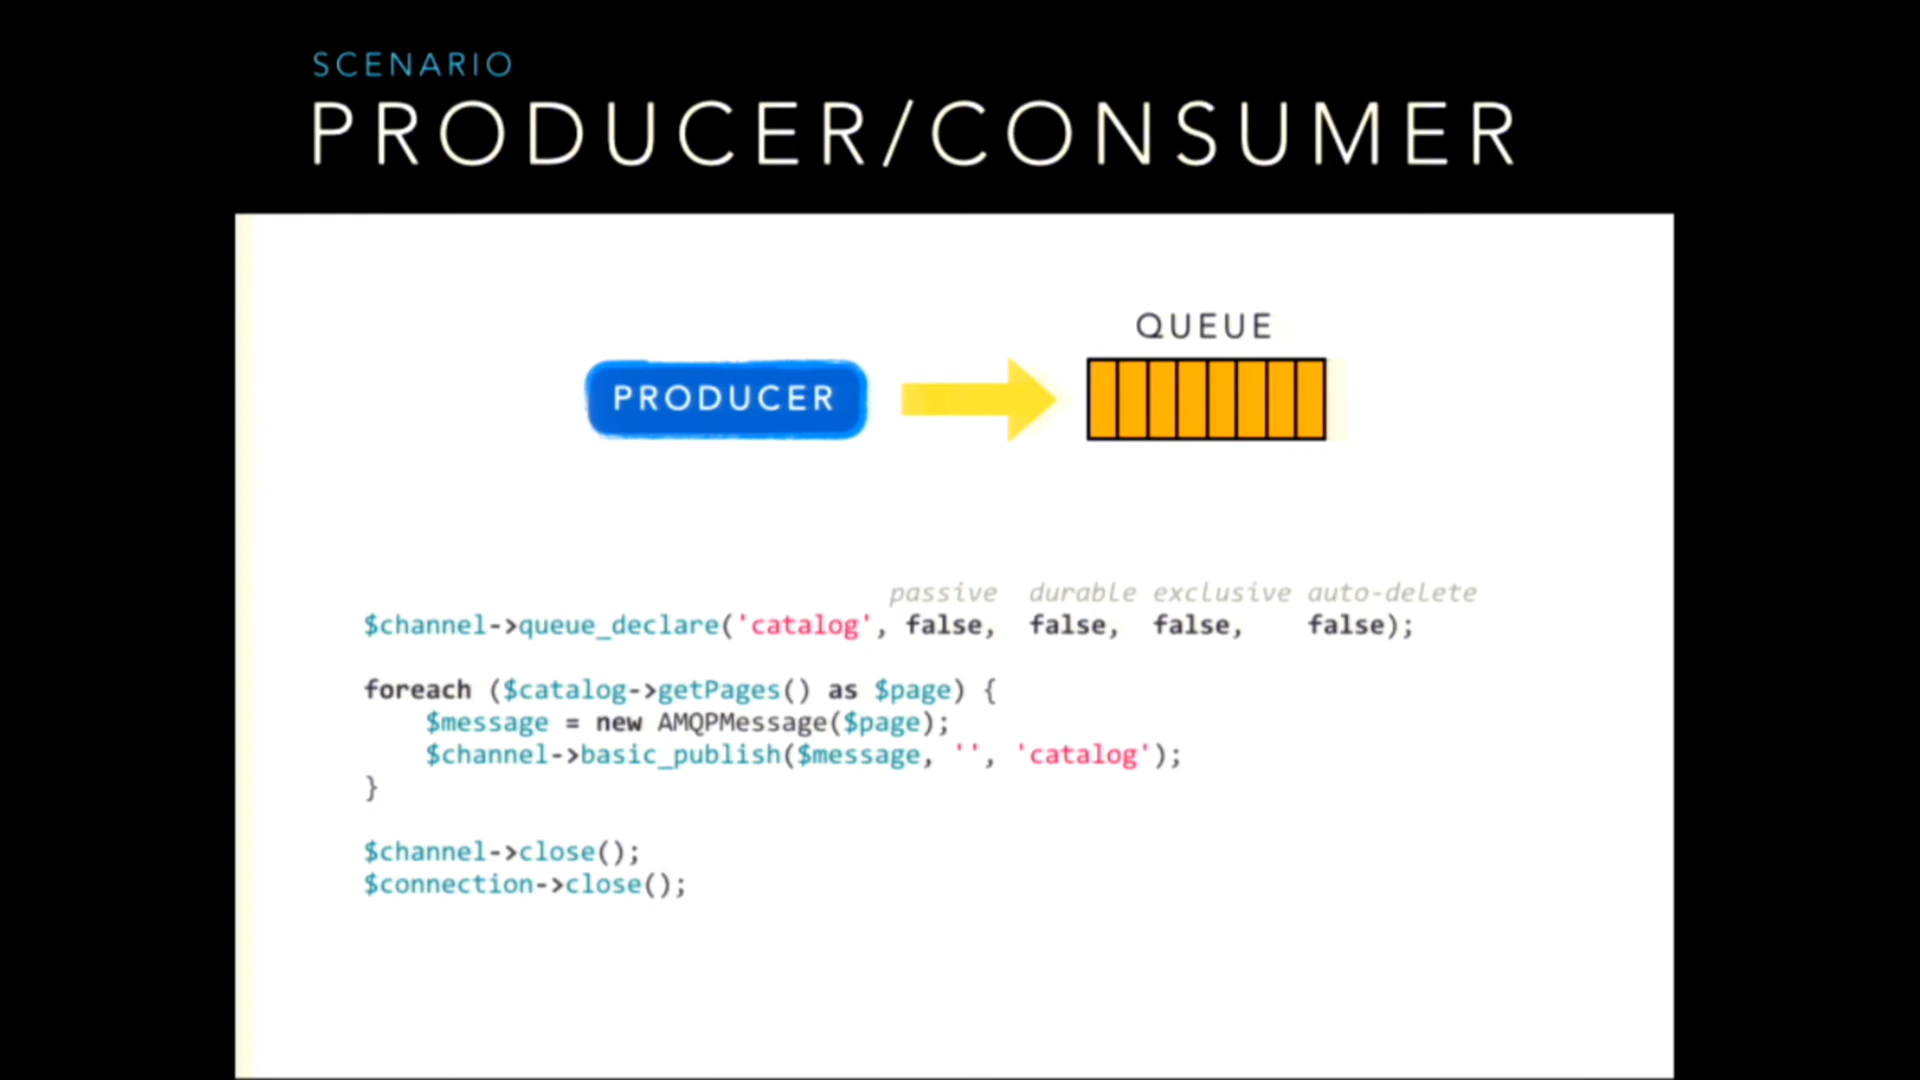 SCENARIO
PRODUCER/CONSUMER
QUEUE
PRODUCER
passive durable exclusive auto-delete
$channel->queue_declare('catalog', false, false, false, false);
foreach ($catalog->getPages() as $page) {
    $message = new AMQPMessage($page);
    $channel->basic_publish($message, '', 'catalog');
}
$channel->close();
$connection->close();